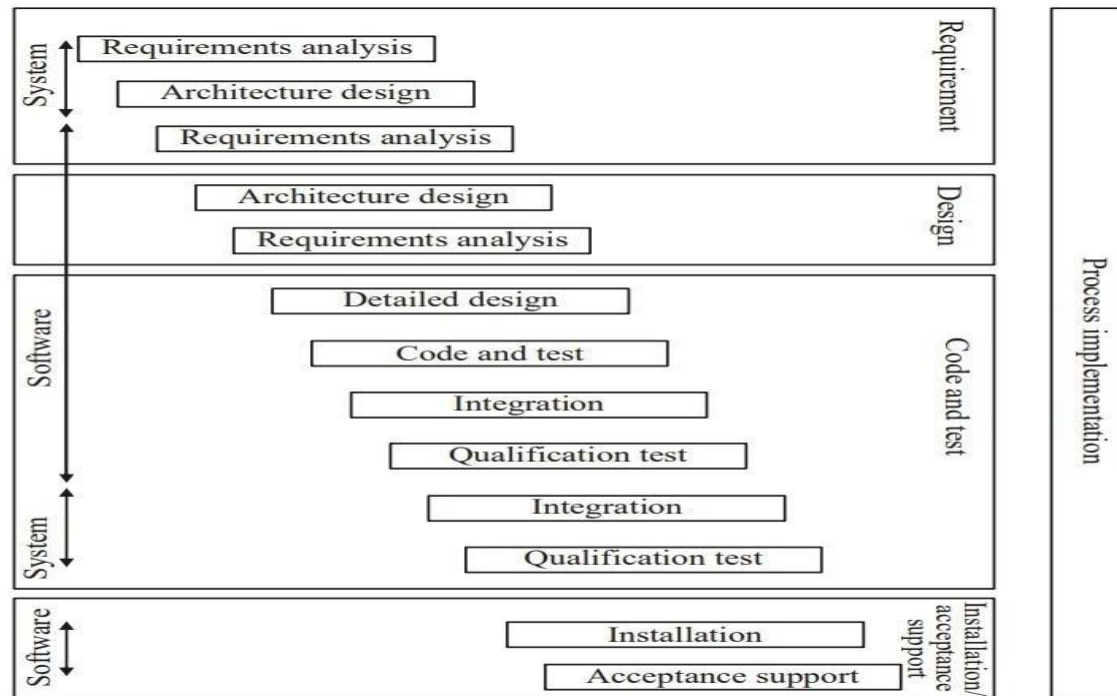 System
Requirements analysis
Architecture design
Requirements analysis
Requirement
Architecture design
Requirements analysis
Design
Software
Detailed design
Code and test
Integration
Qualification test
Code and test
System
Integration
Qualification test
Software
Installation
Acceptance support
Installation/
acceptance
support
Process implementation